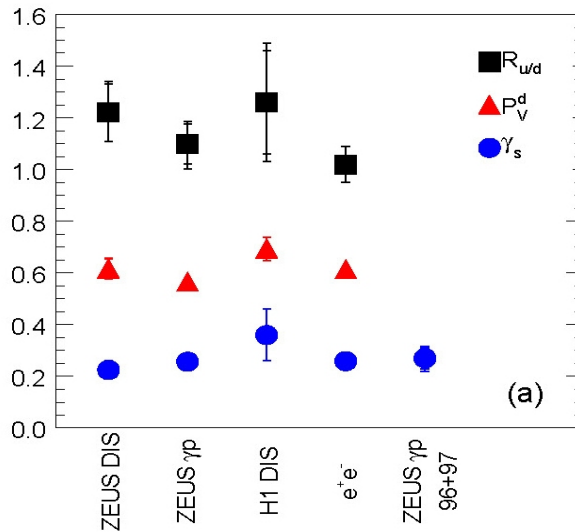 1.6
1.4
1.2
1.0
0.8
0.6
0.4
0.2
0.0
R_{u/d}
P_V^d
γ_s
(a)
ZEUS DIS
ZEUS γp
H1 DIS
e⁺e⁻
ZEUS γp
96+97